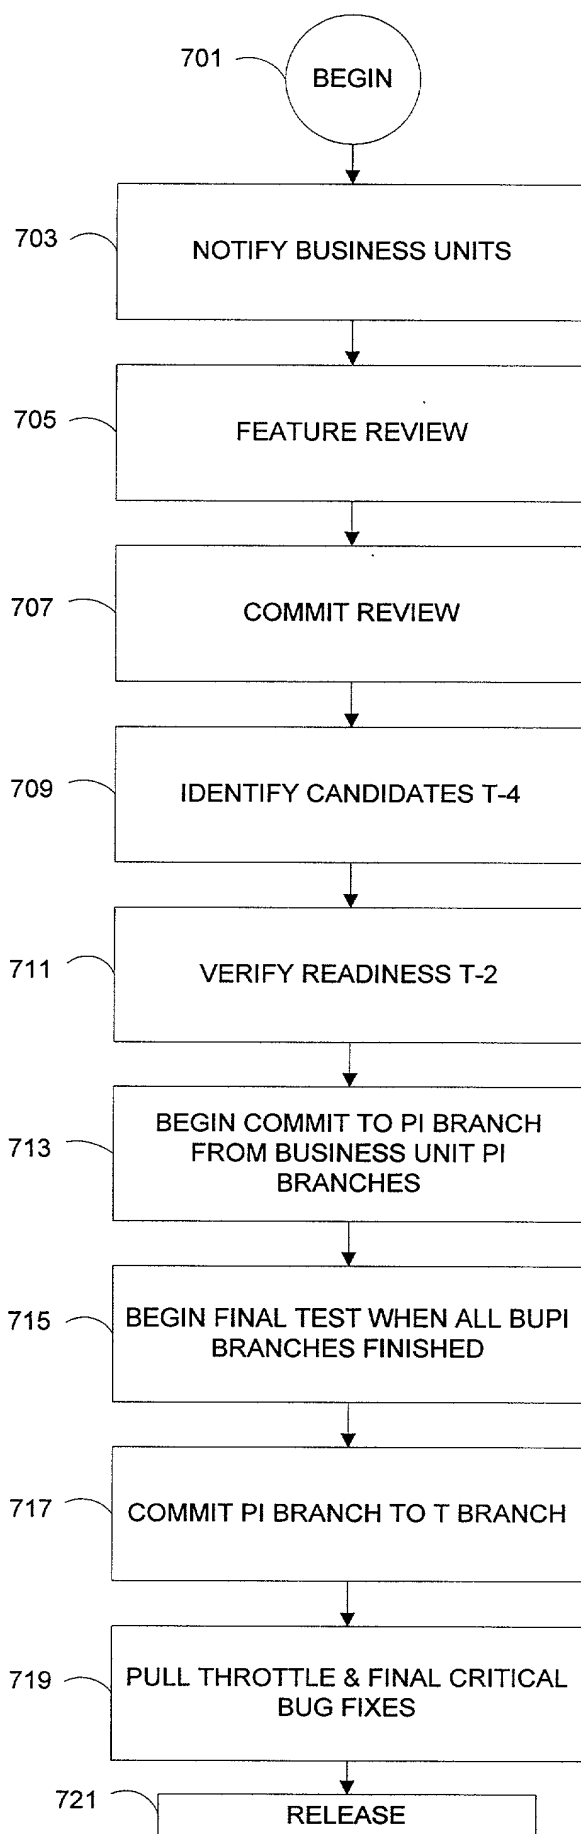 701
BEGIN
703
NOTIFY BUSINESS UNITS
705
FEATURE REVIEW
707
COMMIT REVIEW
709
IDENTIFY CANDIDATES T-4
711
VERIFY READINESS T-2
713
BEGIN COMMIT TO PI BRANCH
FROM BUSINESS UNIT PI
BRANCHES
715
BEGIN FINAL TEST WHEN ALL BUPI
BRANCHES FINISHED
717
COMMIT PI BRANCH TO T BRANCH
719
PULL THROTTLE & FINAL CRITICAL
BUG FIXES
721
RELEASE